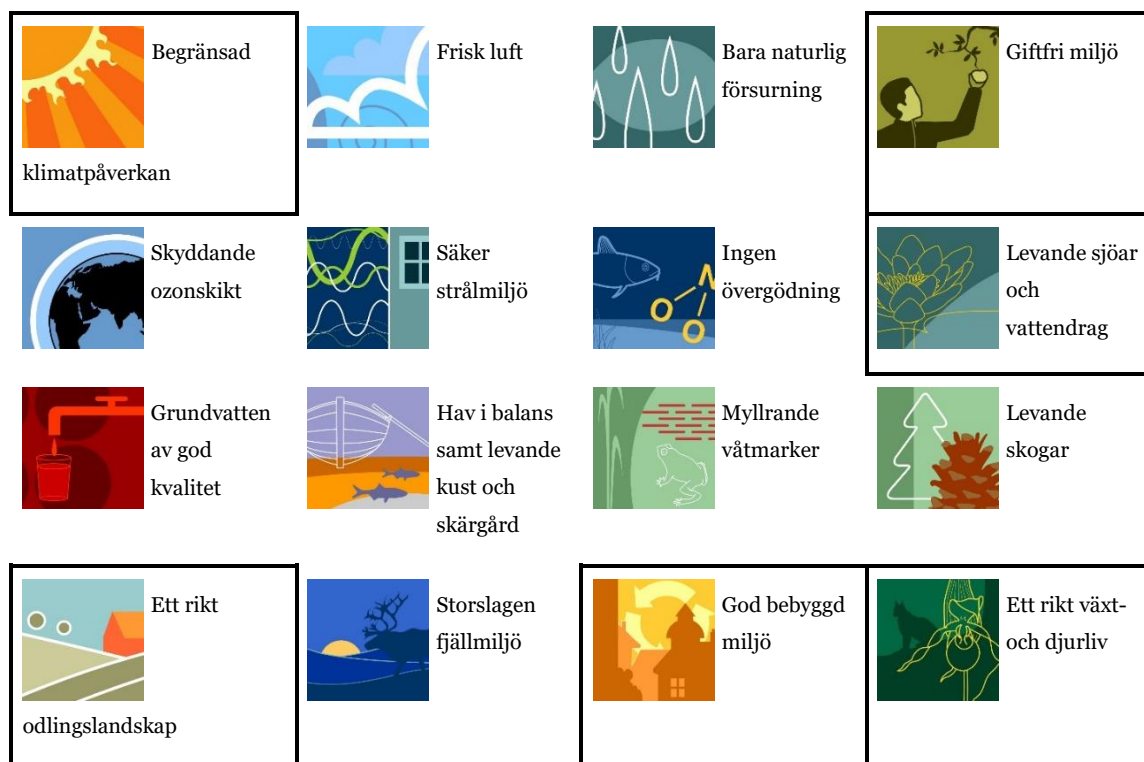 Begränsad
klimatpåverkan
Frisk luft
Bara naturlig
försurning
Giftfri miljö
Skyddande
ozonskikt
Säker
strålmiljö
Ingen
övergödning
N
O
O
Levande sjöar
och
vattendrag
Grundvatten
av god
kvalitet
Hav i balans
samt levande
kust och
skärgård
Myllrande
våtmarker
Levande
skogar
Ett rikt
odlingslandskap
Storslagen
fjällmiljö
God bebyggd
miljö
Ett rikt växt-
och djurliv